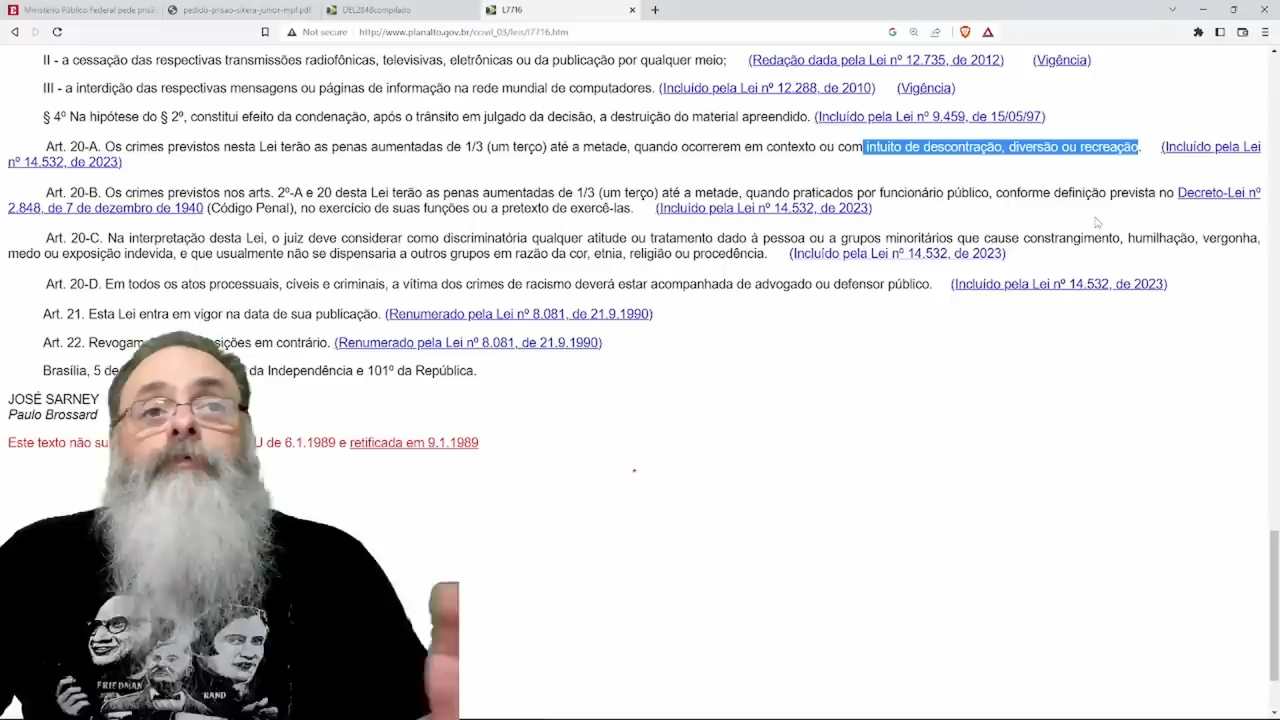 Ministério Público Federal pede prisã
pedido-prisao-sikera-junior-mpf.pdf
DEL2848compilado
L7716
Not secure
http://www.planalto.gov.br/ccivil_03/leis/l7716.htm
II - a cessação das respectivas transmissões radiofônicas, televisivas, eletrônicas ou da publicação por qualquer meio; (Redação dada pela Lei nº 12.735, de 2012) (Vigência)
III - a interdição das respectivas mensagens ou páginas de informação na rede mundial de computadores. (Incluído pela Lei nº 12.288, de 2010) (Vigência)
§ 4º Na hipótese do § 2º, constitui efeito da condenação, após o trânsito em julgado da decisão, a destruição do material apreendido. (Incluído pela Lei nº 9.459, de 15/05/97)
Art. 20-A. Os crimes previstos nesta Lei terão as penas aumentadas de 1/3 (um terço) até a metade, quando ocorrerem em contexto ou com intuito de descontração, diversão ou recreação. (Incluído pela Lei
nº 14.532, de 2023)
Art. 20-B. Os crimes previstos nos arts. 2º-A e 20 desta Lei terão as penas aumentadas de 1/3 (um terço) até a metade, quando praticados por funcionário público, conforme definição prevista no Decreto-Lei nº
2.848, de 7 de dezembro de 1940 (Código Penal), no exercício de suas funções ou a pretexto de exercê-las. (Incluído pela Lei nº 14.532, de 2023)
Art. 20-C. Na interpretação desta Lei, o juiz deve considerar como discriminatória qualquer atitude ou tratamento dado à pessoa ou a grupos minoritários que cause constrangimento, humilhação, vergonha,
medo ou exposição indevida, e que usualmente não se dispensaria a outros grupos em razão da cor, etnia, religião ou procedência. (Incluído pela Lei nº 14.532, de 2023)
Art. 20-D. Em todos os atos processuais, cíveis e criminais, a vítima dos crimes de racismo deverá estar acompanhada de advogado ou defensor público. (Incluído pela Lei nº 14.532, de 2023)
Art. 21. Esta Lei entra em vigor na data de sua publicação. (Renumerado pela Lei nº 8.081, de 21.9.1990)
Art. 22. Revogam sições em contrário. (Renumerado pela Lei nº 8.081, de 21.9.1990)
Brasília, 5 de da Independência e 101º da República.
JOSÉ SARNEY
Paulo Brossard
Este texto não su U de 6.1.1989 e retificada em 9.1.1989
*
FRIEDMAN
RAND